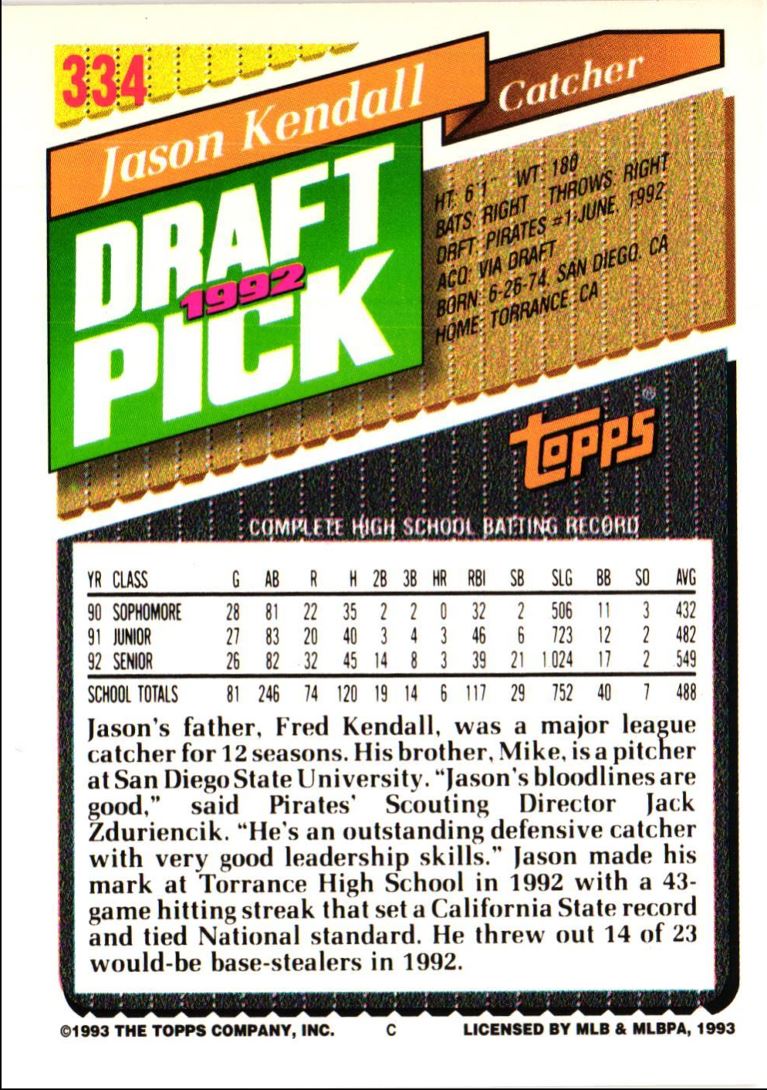 334
Jason Kendall
Catcher
DRAFT
1992
PICK
HT: 6'1" WT: 180
BATS: RIGHT THROWS: RIGHT
DRFT: PIRATES #1-JUNE, 1992
ACQ: VIA DRAFT
BORN: 6-26-74, SAN DIEGO, CA
HOME: TORRANCE, CA
topps®
COMPLETE HIGH SCHOOL BATTING RECORD
YR CLASS G AB R H 2B 3B HR RBI SB SLG BB SO AVG
90 SOPHOMORE 28 81 22 35 2 2 0 32 2 506 11 3 432
91 JUNIOR 27 83 20 40 3 4 3 46 6 723 12 2 482
92 SENIOR 26 82 32 45 14 8 3 39 21 1024 17 2 549
SCHOOL TOTALS 81 246 74 120 19 14 6 117 29 752 40 7 488
Jason's father, Fred Kendall, was a major league
catcher for 12 seasons. His brother, Mike, is a pitcher
at San Diego State University. "Jason's bloodlines are
good," said Pirates' Scouting Director Jack
Zduriencik. "He's an outstanding defensive catcher
with very good leadership skills." Jason made his
mark at Torrance High School in 1992 with a 43-
game hitting streak that set a California State record
and tied National standard. He threw out 14 of 23
would-be base-stealers in 1992.
©1993 THE TOPPS COMPANY, INC. C LICENSED BY MLB & MLBPA, 1993